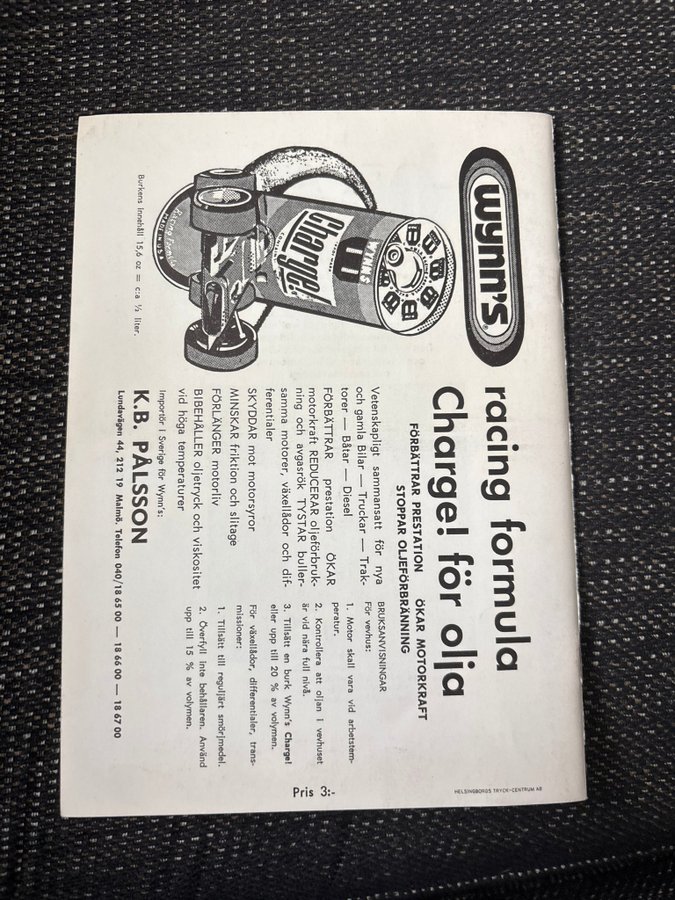 wynn's
racing formula
Charge! för olja
FÖRBÄTTRAR PRESTATION ÖKAR MOTORKRAFT
STOPPAR OLJEFÖRBRÄNNING
WYNN'S
Charge!
Racing Formula
Burkens innehåll 15,6 oz = c:a ½ liter.
Vetenskapligt sammansatt för nya
och gamla Bilar — Truckar — Trak-
torer — Båtar — Diesel
FÖRBÄTTRAR prestation ÖKAR
motorkraft REDUCERAR oljeförbruk-
ning och avgasrök TYSTAR buller-
samma motorer, växellådor och dif-
ferentialer
SKYDDAR mot motorsyror
MINSKAR friktion och slitage
FÖRLÄNGER motorliv
BIBEHÅLLER oljetryck och viskositet
vid höga temperaturer
BRUKSANVISNINGAR
För vevhus:
1. Motor skall vara vid arbetstem-
peratur.
2. Kontrollera att oljan i vevhuset
är vid nära full nivå.
3. Tillsätt en burk Wynn's Charge!
eller upp till 20 % av volymen.
För växellådor, differentialer, trans-
missioner:
1. Tillsätt till reguljärt smörjmedel.
2. Överfyll inte behållaren. Använd
upp till 15 % av volymen.
Importör i Sverige för Wynn's:
K.B. PÅLSSON
Lundavägen 44, 212 19 Malmö, Telefon 040/18 65 00 — 18 66 00 — 18 67 00
Pris 3:-
HELSINGBORGS TRYCK-CENTRUM AB